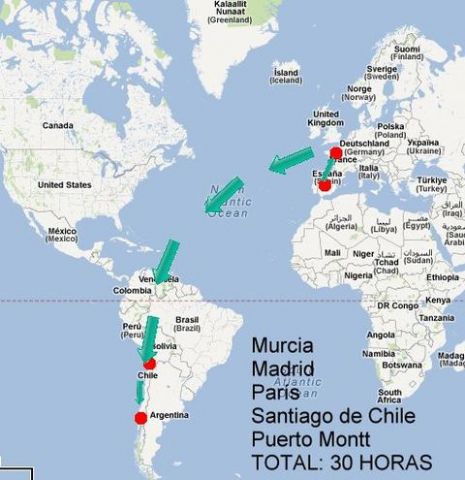 Kalaallit
Nunaat
(Greenland)
Ísland
(Iceland)
Suomi
(Finland)
Sverige
(Sweden)
Norge
(Norway)
United
Kingdom
Polska
(Poland)
Deutschland
(Germany)
Україна
(Ukraine)
France
Italia
(Italy)
España
(Spain)
Türkiye
(Turkey)
Canada
United States
North
Atlantic
Ocean
México
(Mexico)
الجزائر
(Algeria)
ليبيا
(Libya)
مصر
(Egypt)
العراق
(Iraq)
Mali
Niger
تشاد
Tchad
(Chad)
السودان
(Sudan)
Nigeria
Ethiopia
Venezuela
Colombia
DR Congo
Kenya
Tanzania
Perú
(Peru)
Brasil
(Brazil)
Bolivia
Angola
Namibia
Botswana
South
Africa
Chile
Argentina
Atlantic
Ocean
Murcia
Madrid
Paris
Santiago de Chile
Puerto Montt
TOTAL: 30 HORAS